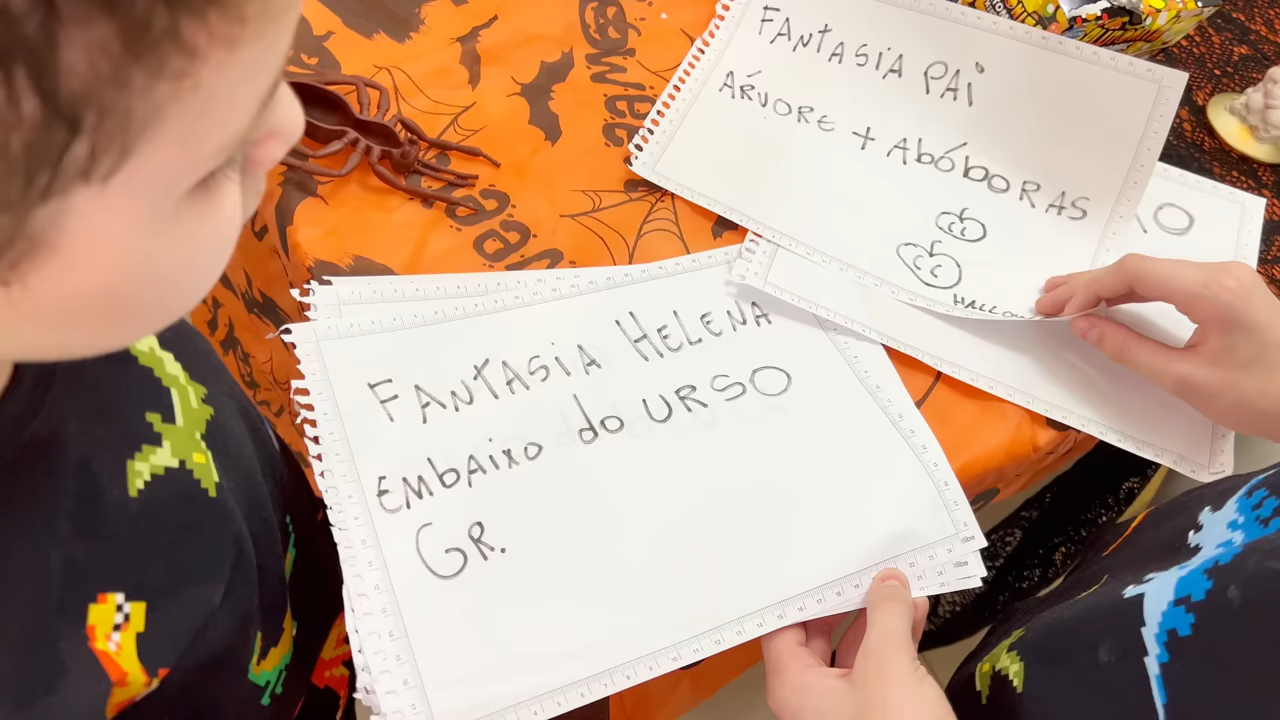 FANTASIA PAI
ÁRVORE + AbóbORAS
FANTASIA HELENA
EMBAIXO do URSO
GR.